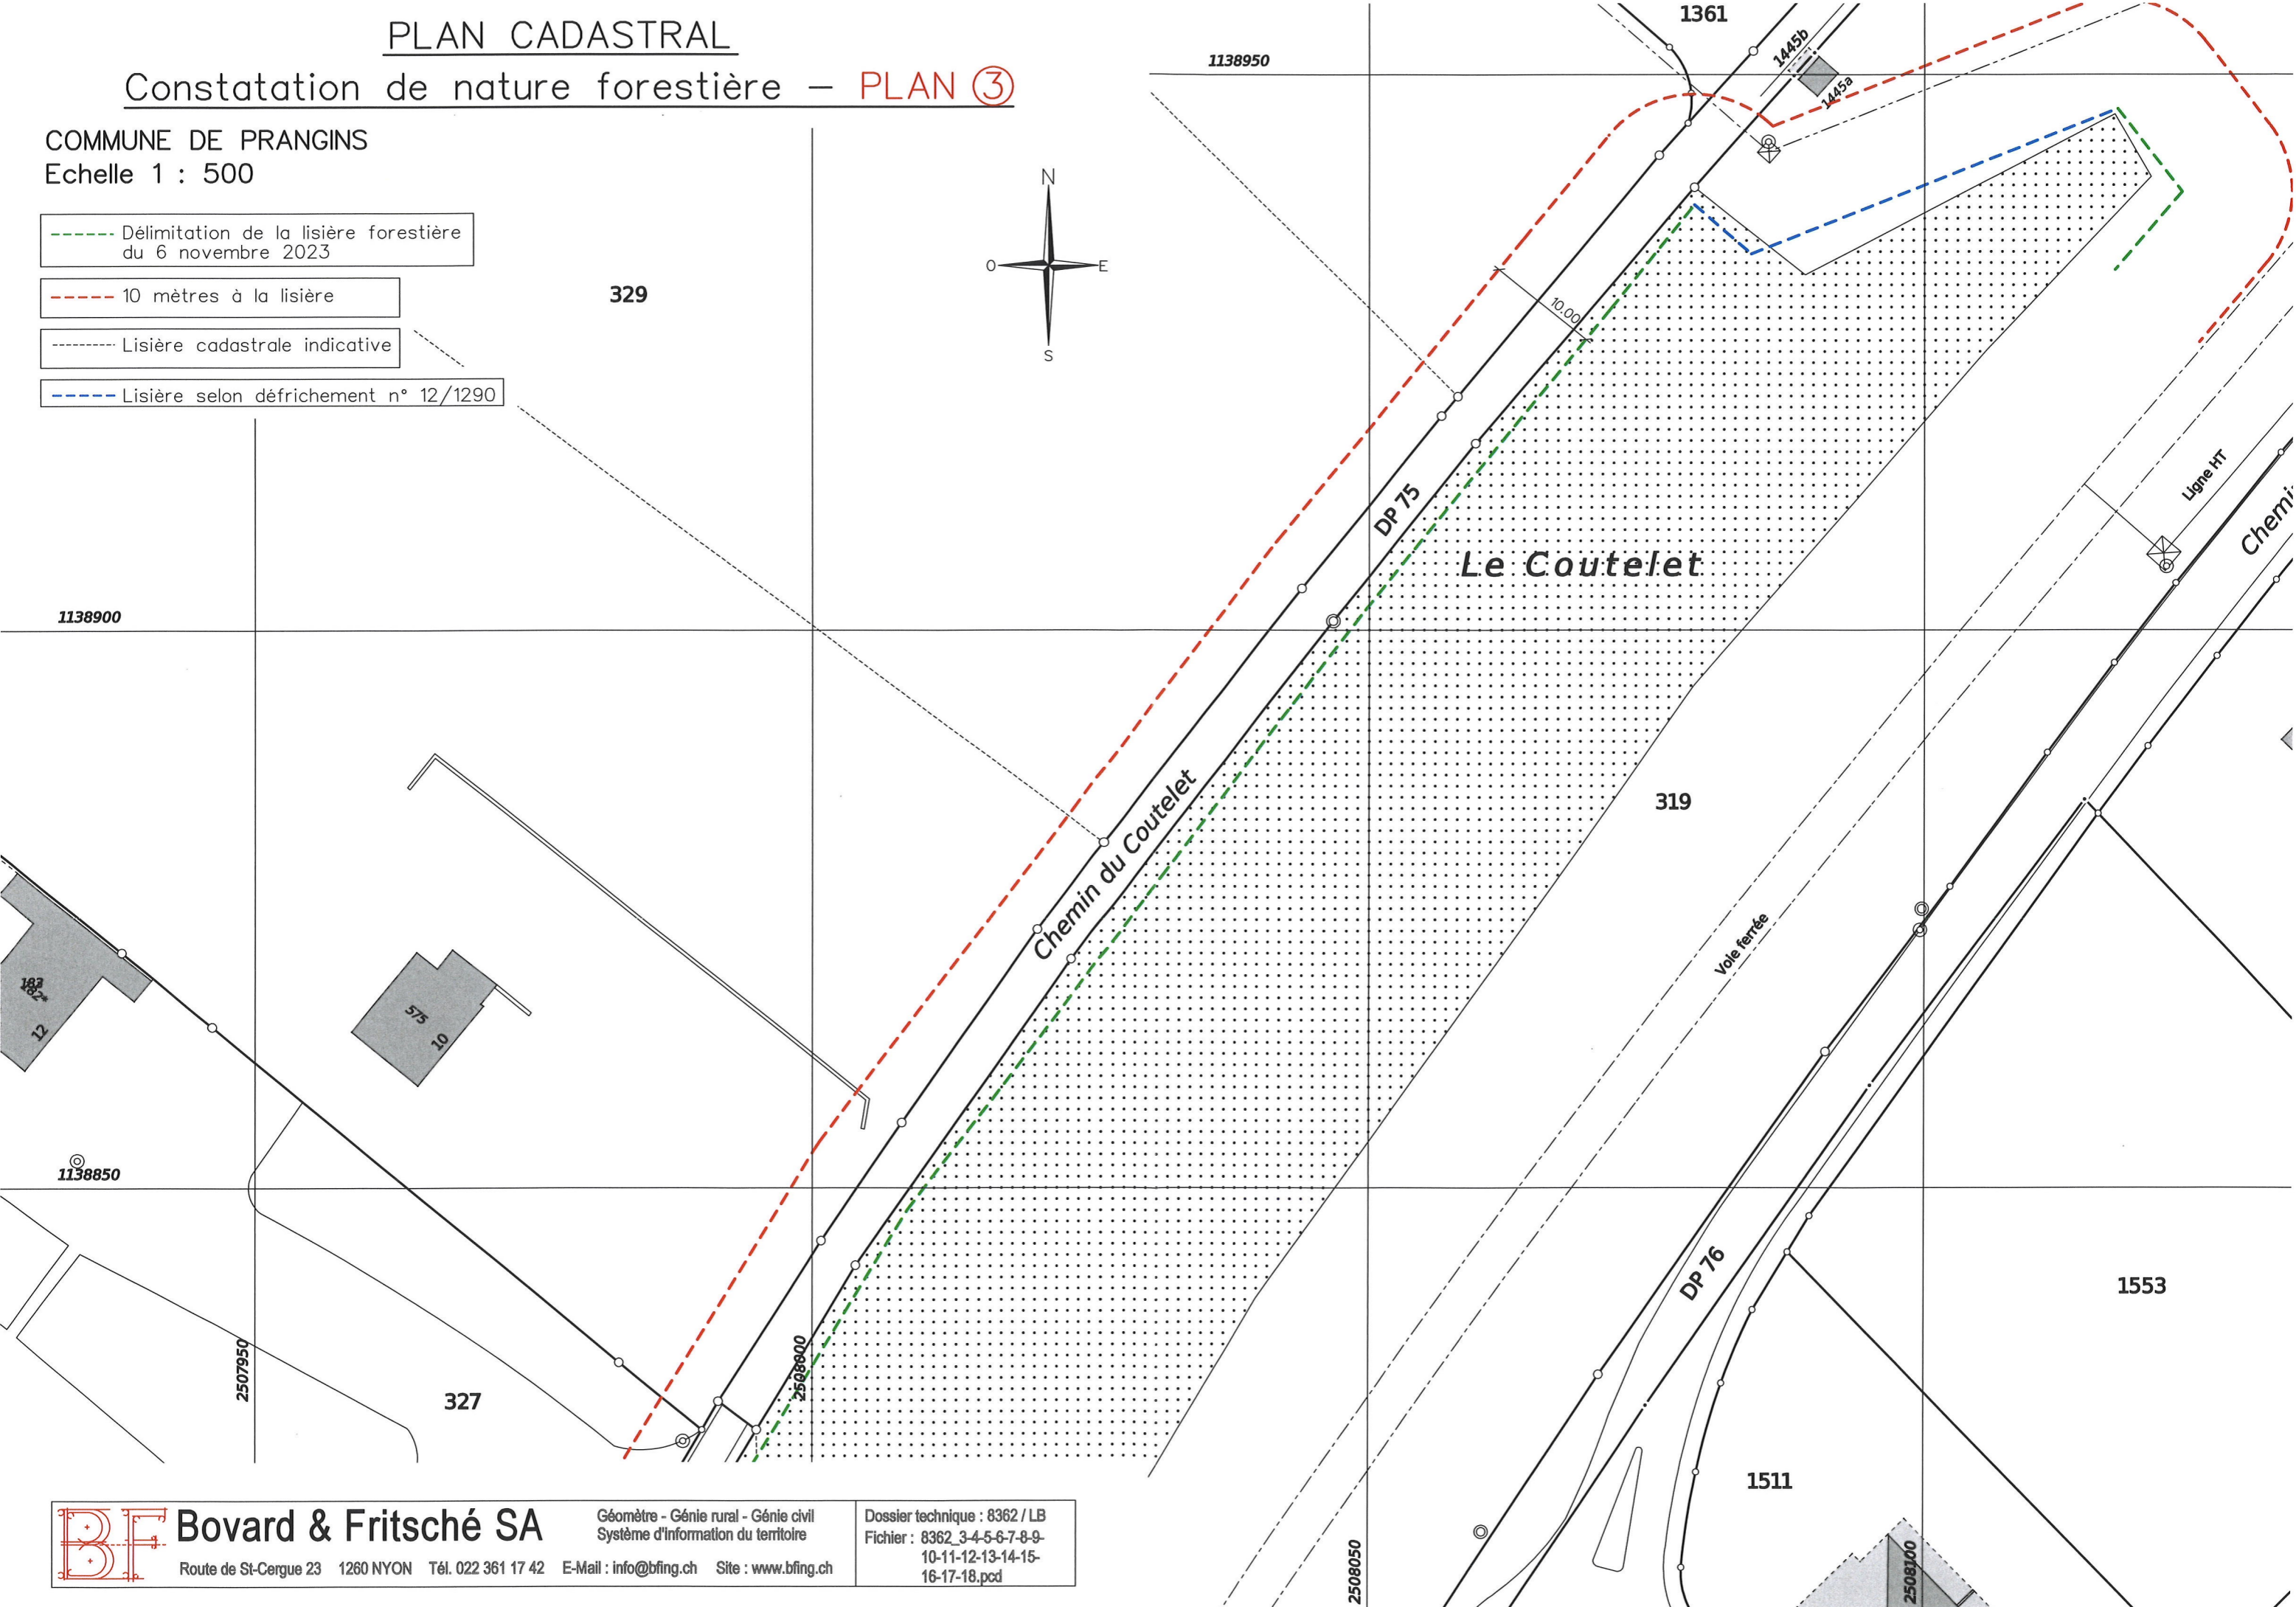 PLAN CADASTRAL
Constatation de nature forestière – PLAN 3
COMMUNE DE PRANGINS
Echelle 1 : 500
Délimitation de la lisière forestière
du 6 novembre 2023
10 mètres à la lisière
Lisière cadastrale indicative
Lisière selon défrichement n° 12/1290
N
O
E
S
1138950
1361
1445b
1445a
329
10.00
DP 75
Le Coutelet
Ligne HT
1138900
319
Chemin du Coutelet
Voie ferrée
12
575
10
1138850
2507950
2508000
327
DP 76
1553
1511
2508050
2508100
BF
Bovard & Fritsché SA
Géomètre - Génie rural - Génie civil
Système d'information du territoire
Route de St-Cergue 23 1260 NYON Tél. 022 361 17 42 E-Mail : info@bfing.ch Site : www.bfing.ch
Dossier technique : 8362 / LB
Fichier : 8362_3-4-5-6-7-8-9-
10-11-12-13-14-15-
16-17-18.pcd